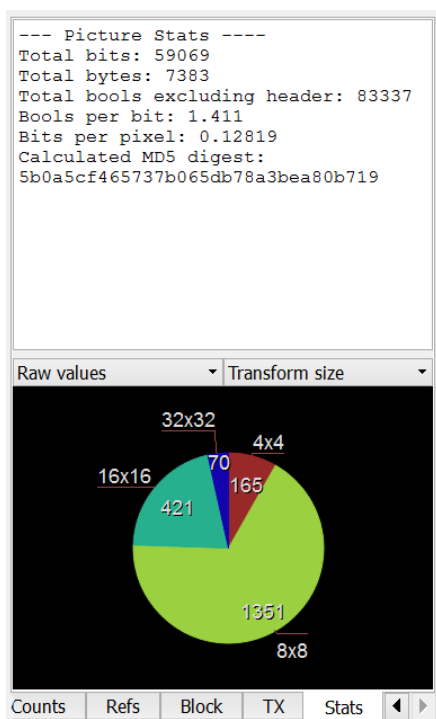 --- Picture Stats ----
Total bits: 59069
Total bytes: 7383
Total bools excluding header: 83337
Bools per bit: 1.411
Bits per pixel: 0.12819
Calculated MD5 digest:
5b0a5cf465737b065db78a3bea80b719
Raw values Transform size
32x32
4x4
70
165
16x16
421
1351
8x8
Counts Refs Block TX Stats